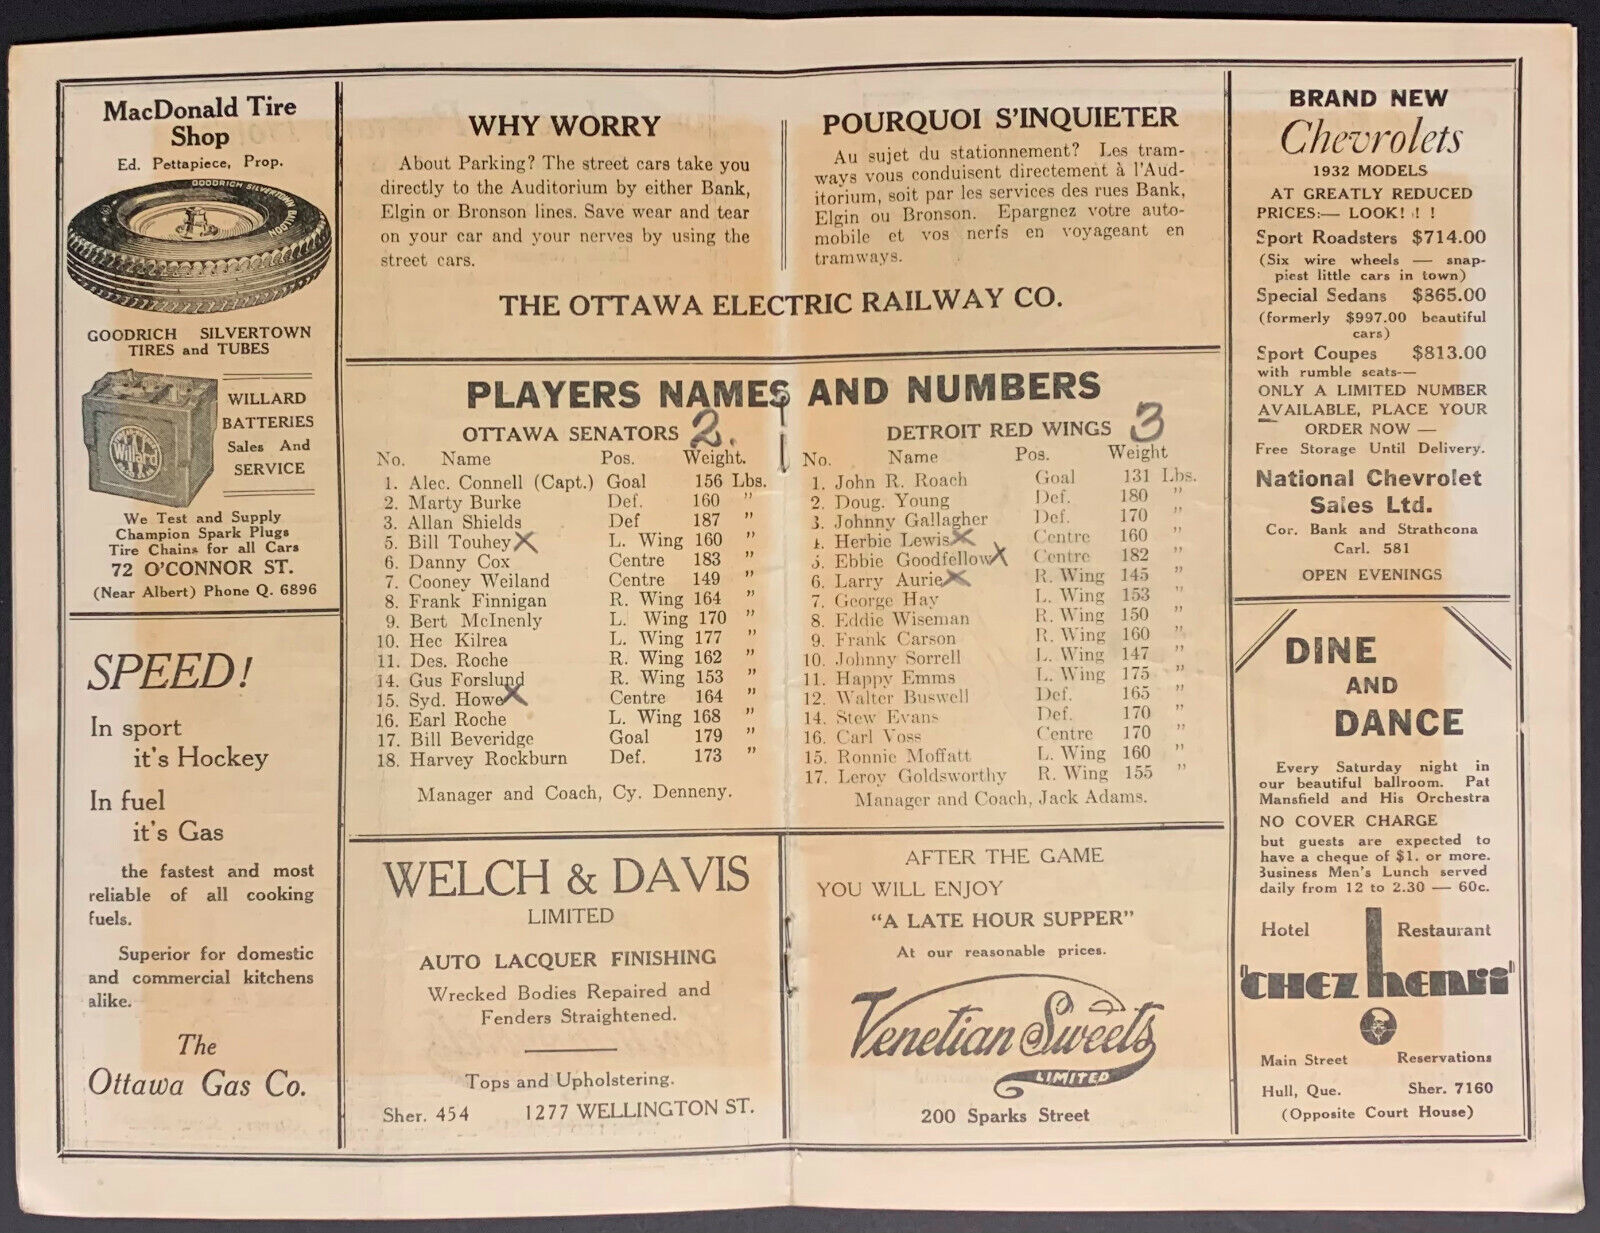 MacDonald Tire
Shop
Ed. Pettapiece, Prop.
GOODRICH SILVERTOWN BALLOON
GOODRICH SILVERTOWN
TIRES and TUBES
Willard
WILLARD
BATTERIES
Sales And
SERVICE
We Test and Supply
Champion Spark Plugs
Tire Chains for all Cars
72 O'CONNOR ST.
(Near Albert) Phone Q. 6896
SPEED!
In sport
it's Hockey
In fuel
it's Gas
the fastest and most
reliable of all cooking
fuels.
Superior for domestic
and commercial kitchens
alike.
The
Ottawa Gas Co.
WHY WORRY
About Parking? The street cars take you
directly to the Auditorium by either Bank,
Elgin or Bronson lines. Save wear and tear
on your car and your nerves by using the
street cars.
POURQUOI S'INQUIETER
Au sujet du stationnement? Les tram-
ways vous conduisent directement à l'Aud-
itorium, soit par les services des rues Bank,
Elgin ou Bronson. Epargnez votre auto-
mobile et vos nerfs en voyageant en
tramways.
THE OTTAWA ELECTRIC RAILWAY CO.
PLAYERS NAMES AND NUMBERS
OTTAWA SENATORS 2.
No. Name Pos. Weight.
1. Alec. Connell (Capt.) Goal 156 Lbs.
2. Marty Burke Def. 160 "
3. Allan Shields Def 187 "
5. Bill Touhey X L. Wing 160 "
6. Danny Cox Centre 183 "
7. Cooney Weiland Centre 149 "
8. Frank Finnigan R. Wing 164 "
9. Bert McInenly L. Wing 170 "
10. Hec Kilrea L. Wing 177 "
11. Des. Roche R. Wing 162 "
14. Gus Forslund R. Wing 153 "
15. Syd. Howe X Centre 164 "
16. Earl Roche L. Wing 168 "
17. Bill Beveridge Goal 179 "
18. Harvey Rockburn Def. 173 "
Manager and Coach, Cy. Denneny.
DETROIT RED WINGS 3
No. Name Pos. Weight
1. John R. Roach Goal 131 Lbs.
2. Doug. Young Def. 180 "
3. Johnny Gallagher Def. 170 "
4. Herbie Lewis X Centre 160 "
5. Ebbie Goodfellow X Centre 182 "
6. Larry Aurie X R. Wing 145 "
7. George Hay L. Wing 153 "
8. Eddie Wiseman R. Wing 150 "
9. Frank Carson R. Wing 160 "
10. Johnny Sorrell L. Wing 147 "
11. Happy Emms L. Wing 175 "
12. Walter Buswell Def. 165 "
14. Stew Evans Def. 170 "
16. Carl Voss Centre 170 "
15. Ronnie Moffatt L. Wing 160 "
17. Leroy Goldsworthy R. Wing 155 "
Manager and Coach, Jack Adams.
WELCH & DAVIS
LIMITED
AUTO LACQUER FINISHING
Wrecked Bodies Repaired and
Fenders Straightened.
Tops and Upholstering.
Sher. 454 1277 WELLINGTON ST.
AFTER THE GAME
YOU WILL ENJOY
"A LATE HOUR SUPPER"
At our reasonable prices.
Venetian Sweets
LIMITED
200 Sparks Street
BRAND NEW
Chevrolets
1932 MODELS
AT GREATLY REDUCED
PRICES:— LOOK! ! !
Sport Roadsters $714.00
(Six wire wheels — snap-
piest little cars in town)
Special Sedans $865.00
(formerly $997.00 beautiful
cars)
Sport Coupes $813.00
with rumble seats—
ONLY A LIMITED NUMBER
AVAILABLE, PLACE YOUR
ORDER NOW —
Free Storage Until Delivery.
National Chevrolet
Sales Ltd.
Cor. Bank and Strathcona
Carl. 581
OPEN EVENINGS
DINE
AND
DANCE
Every Saturday night in
our beautiful ballroom. Pat
Mansfield and His Orchestra
NO COVER CHARGE
but guests are expected to
have a cheque of $1. or more.
Business Men's Lunch served
daily from 12 to 2.30 — 60c.
Hotel Restaurant
"CHEZ henri"
Main Street Reservations
Hull, Que. Sher. 7160
(Opposite Court House)